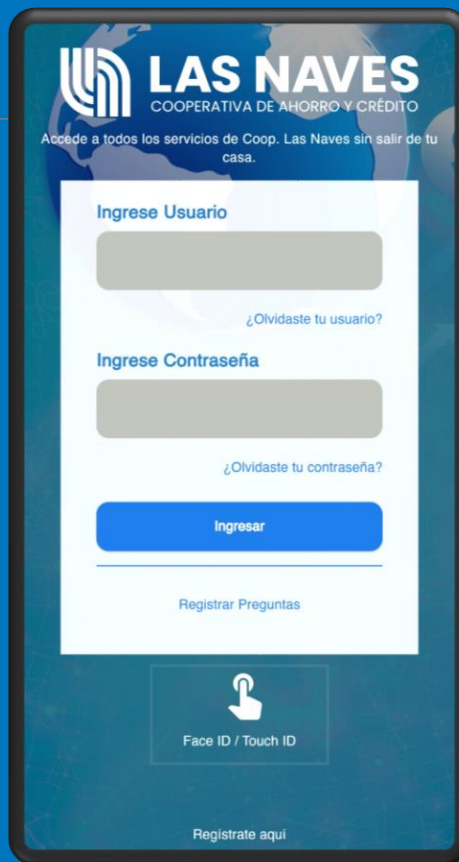 LAS NAVES
COOPERATIVA DE AHORRO Y CRÉDITO
Accede a todos los servicios de Coop. Las Naves sin salir de tu
casa.
Ingrese Usuario
¿Olvidaste tu usuario?
Ingrese Contraseña
¿Olvidaste tu contraseña?
Ingresar
Registrar Preguntas
Face ID / Touch ID
Regístrate aquí